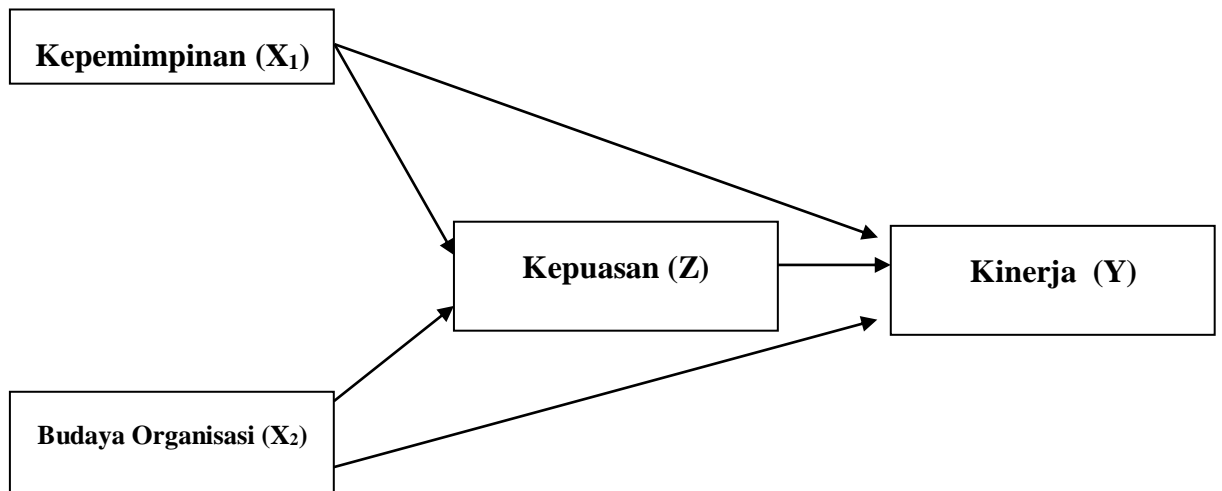 Kepemimpinan (X₁)
Kepuasan (Z)
Kinerja (Y)
Budaya Organisasi (X₂)